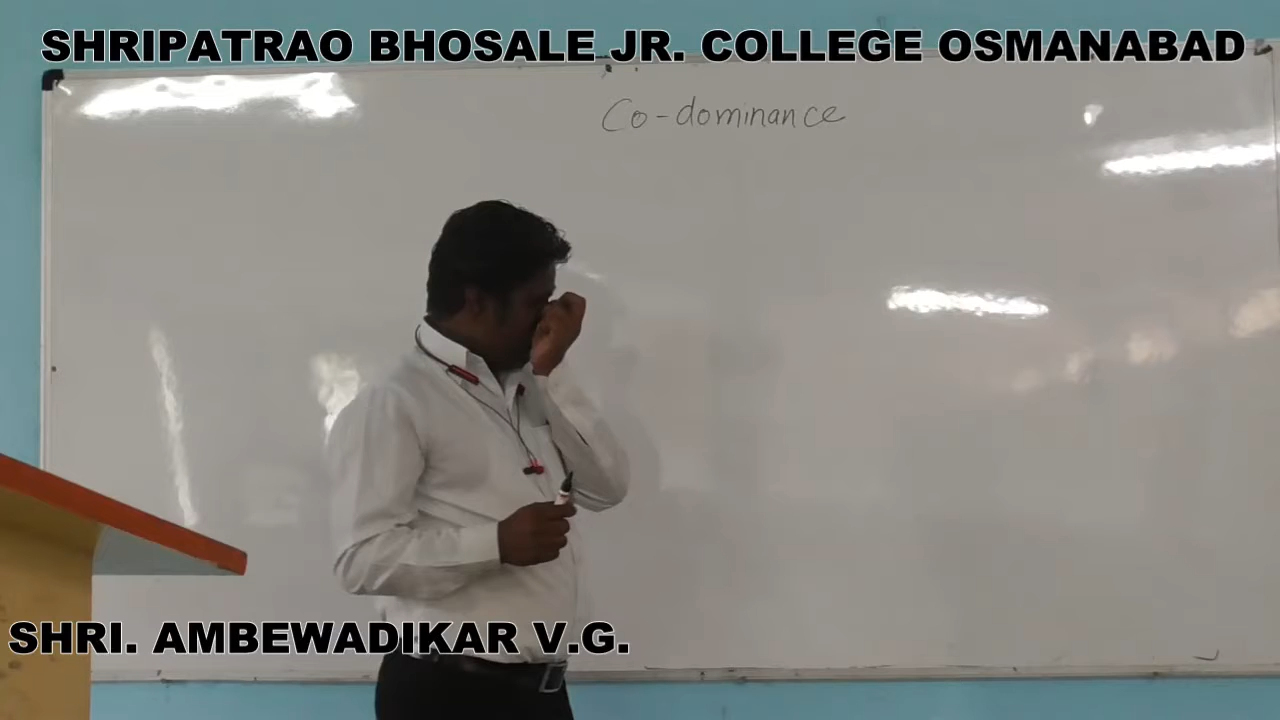 SHRIPATRAO BHOSALE JR. COLLEGE OSMANABAD
Co-dominance
SHRI. AMBEWADIKAR V.G.